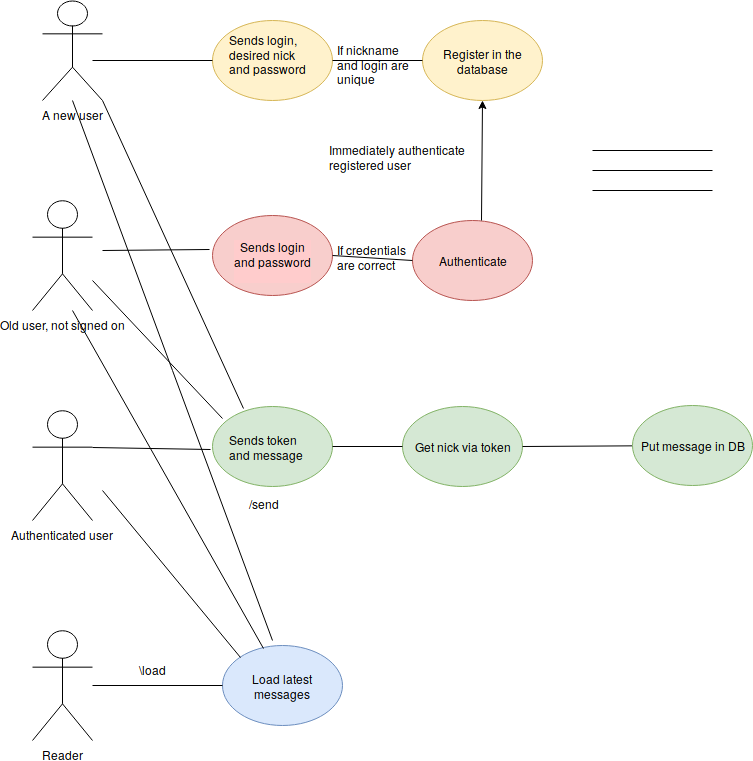 Sends login,
desired nick
and password
If nickname
and login are
unique
Register in the
database
A new user
Immediately authenticate
registered user
Sends login
and password
If credentials
are correct
Authenticate
Old user, not signed on
Sends token
and message
Get nick via token
Put message in DB
/send
Authenticated user
\load
Load latest
messages
Reader